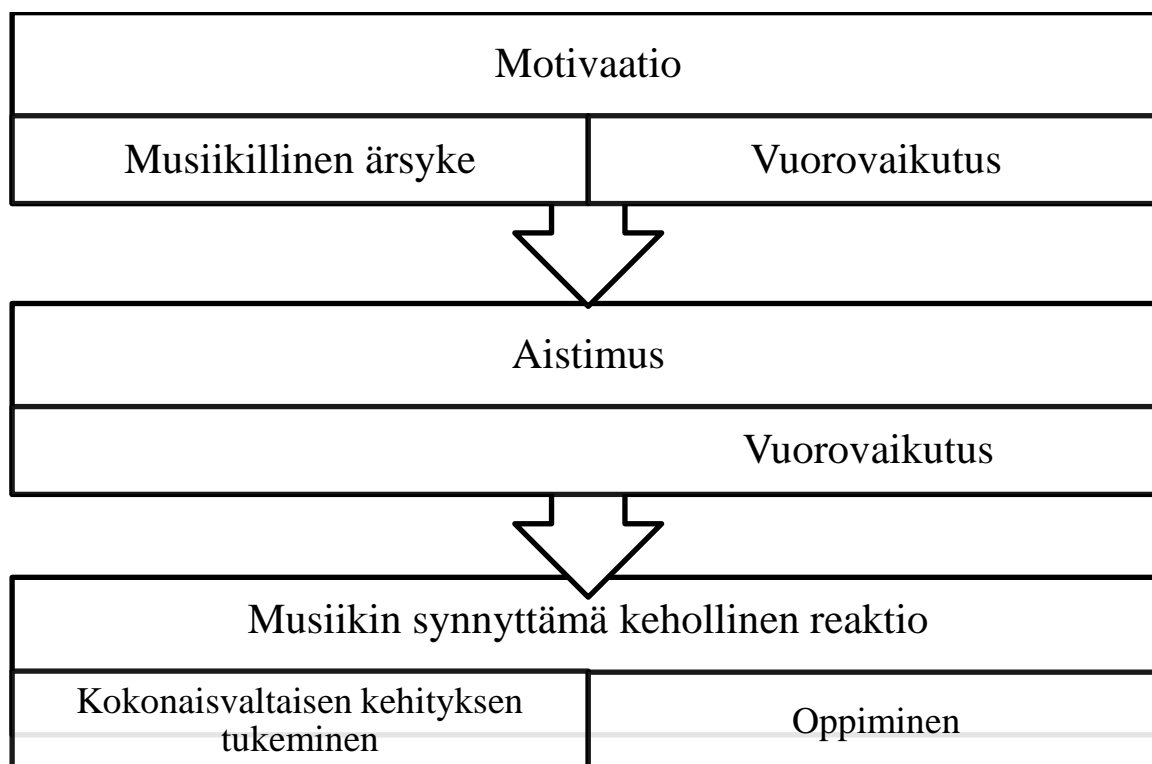 Motivaatio
Musiikillinen ärsyke
Vuorovaikutus
Aistimus
Vuorovaikutus
Musiikin synnyttämä kehollinen reaktio
Kokonaisvaltaisen kehityksen
tukeminen
Oppiminen